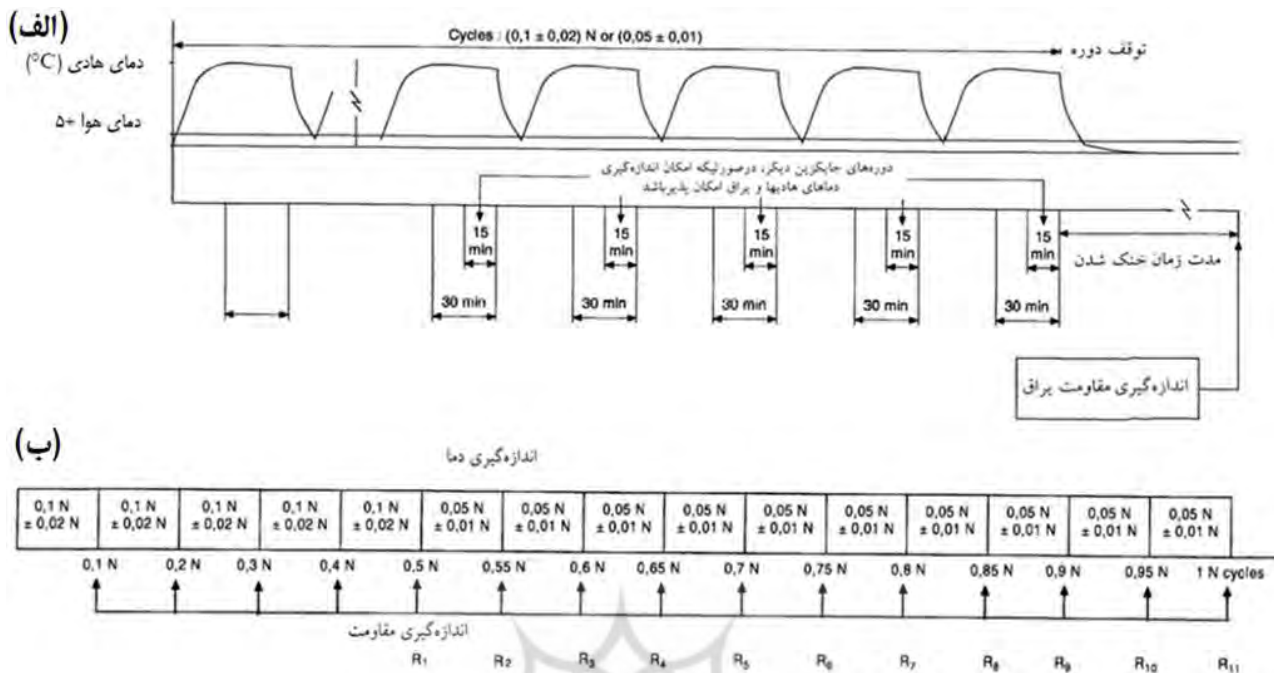 (الف)
Cycles : (0,1 ± 0,02) N or (0,05 ± 0,01)
توقف دوره
دمای هادی (°C)
دمای هوا +۵
دوره‌های جایگزین دیگر، درصورتیکه امکان اندازه‌گیری
دماهای هادیها و یراق امکان پذیرباشد
15 min
15 min
15 min
15 min
15 min
مدت زمان خنک شدن
30 min
30 min
30 min
30 min
30 min
اندازه‌گیری مقاومت یراق
(ب)
اندازه‌گیری دما
0,1 N 0,1 N 0,1 N 0,1 N 0,1 N 0,05 N 0,05 N 0,05 N 0,05 N 0,05 N 0,05 N 0,05 N 0,05 N 0,05 N 0,05 N
± 0,02 N ± 0,02 N ± 0,02 N ± 0,02 N ± 0,02 N ± 0,01 N ± 0,01 N ± 0,01 N ± 0,01 N ± 0,01 N ± 0,01 N ± 0,01 N ± 0,01 N ± 0,01 N ± 0,01 N
0,1 N 0,2 N 0,3 N 0,4 N 0,5 N 0,55 N 0,6 N 0,65 N 0,7 N 0,75 N 0,8 N 0,85 N 0,9 N 0,95 N 1 N cycles
اندازه‌گیری مقاومت
R1 R2 R3 R4 R5 R6 R7 R8 R9 R10 R11